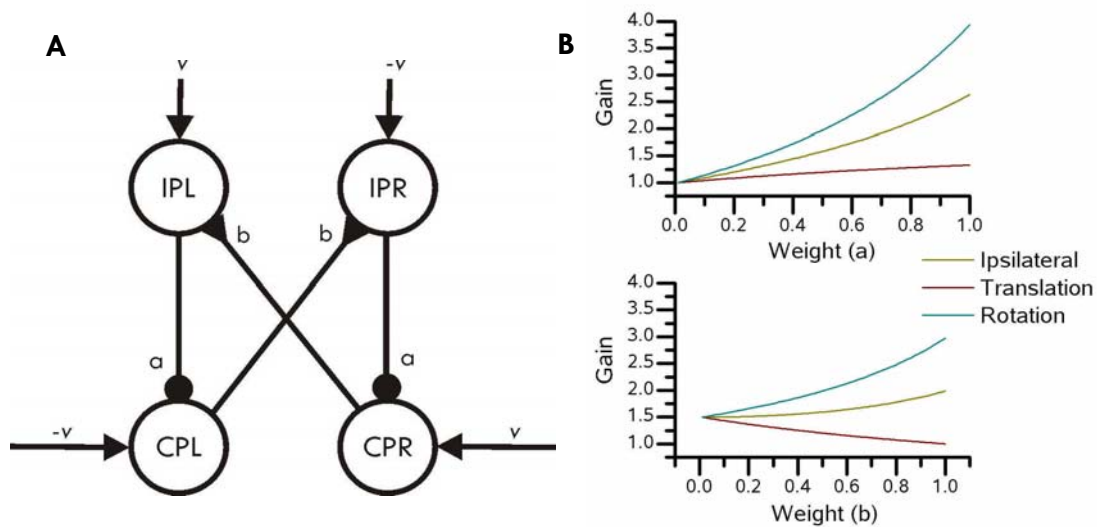 A
v
-v
IPL
IPR
b
b
a
a
-v
CPL
CPR
v
B
4.0
3.5
3.0
2.5
2.0
1.5
1.0
Gain
0.0 0.2 0.4 0.6 0.8 1.0
Weight (a)
Ipsilateral
Translation
Rotation
4.0
3.5
3.0
2.5
2.0
1.5
1.0
Gain
0.0 0.2 0.4 0.6 0.8 1.0
Weight (b)